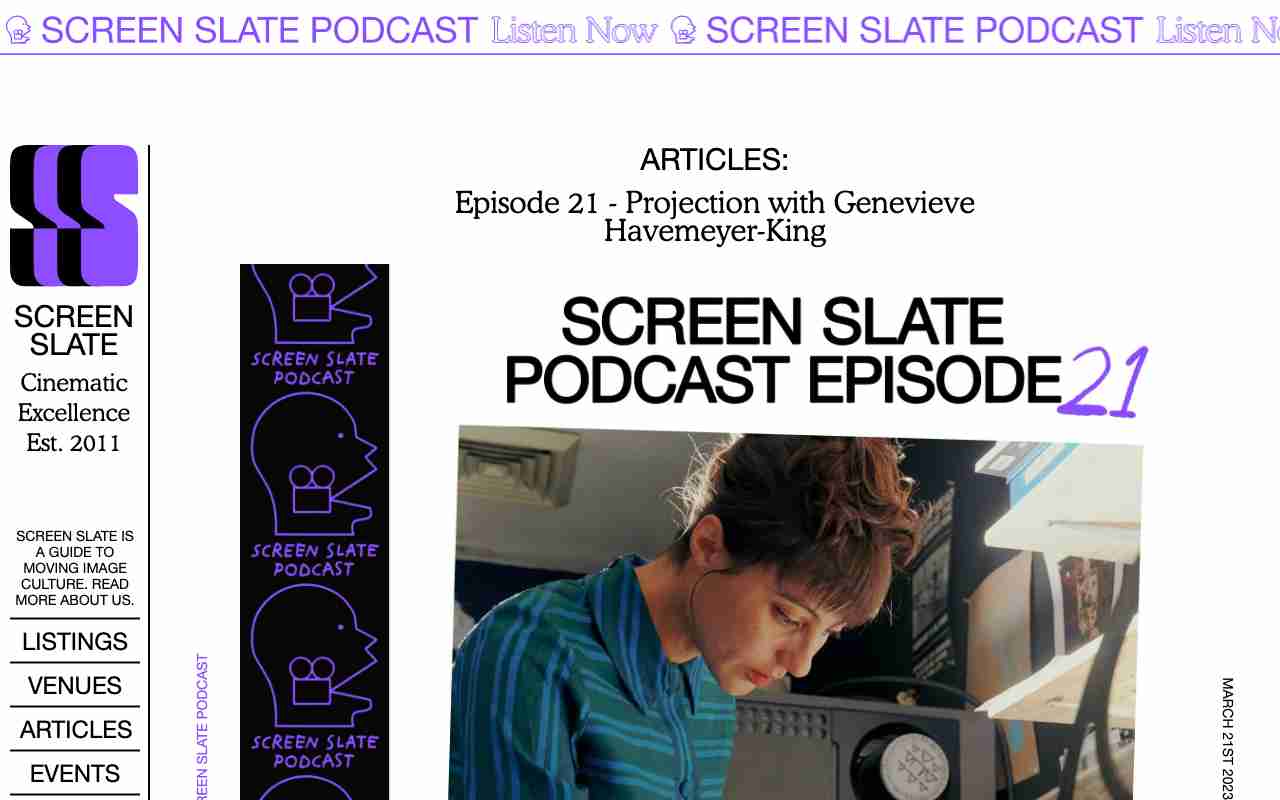 SCREEN SLATE PODCAST Listen Now SCREEN SLATE PODCAST Listen
SCREEN
SLATE
Cinematic
Excellence
Est. 2011
SCREEN SLATE IS
A GUIDE TO
MOVING IMAGE
CULTURE. READ
MORE ABOUT US.
LISTINGS
VENUES
ARTICLES
EVENTS
ARTICLES:
Episode 21 - Projection with Genevieve
Havemeyer-King
SCREEN SLATE
PODCAST EPISODE 21
SCREEN SLATE
PODCAST
SCREEN SLATE
PODCAST
SCREEN SLATE
PODCAST
SLATE PODCAST
MARCH 21ST 2023